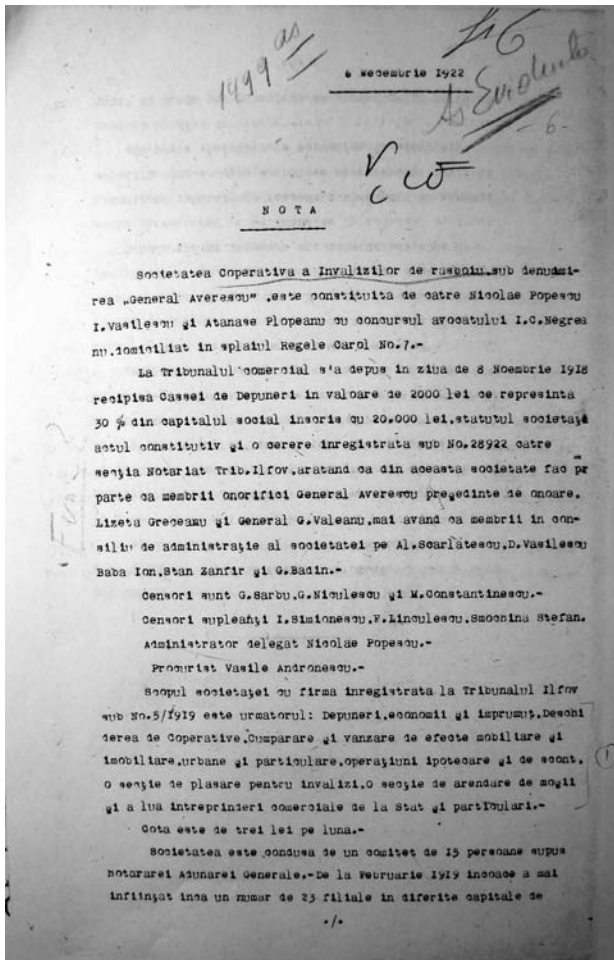 1499 as
116
6 Decembrie 1922
As Evidenta
- 6 -
N O T A
Societatea Coperativa a Invalizilor de rasboiu,sub denumi-
rea „General Averescu" ,este constituita de catre Nicolae Popescu
I.Vasilescu şi Atanase Plopeanu cu concursul avocatului I.C.Negrea
nu,domiciliat in splaiul Regele Carol No.7.-
La Tribunalul comercial s'a depus in ziua de 8 Noembrie 1918
recipisa Cassei de Depuneri in valoare de 2000 lei ce represinta
30 % din capitalul social inscris cu 20.000 lei,statutul societaţi
actul constitutiv şi o cerere inregistrata sub No.28922 catre
secţia Notariat Trib.Ilfov,aratand ca din aceasta societate fac pr
parte ca membrii onorifici General Averescu preşedinte de onoare,
Lizeta Greceanu şi General G.Valeanu,mai avand ca membrii in con-
siliu de administraţie al societatei pe Al.Scarlatescu,D.Vasilescu
Baba Ion,Stan Zanfir şi G.Badin.-
Censori sunt G.Sarbu,G.Niculescu şi M.Constantinescu.-
Censori supleanţi I.Simionescu,F.Linculescu,Smochina Stefan.
Administrator delegat Nicolae Popescu.-
Procurist Vasile Andronescu.-
Scopul societaţei cu firma inregistrata la Tribunalul Ilfov
sub No.5/1919 este urmatorul: Depuneri,economii şi imprumut,Deschi
derea de Coperative,Cumparare şi vanzare de efecte mobiliare şi
imobiliare,urbane şi particulare,operaţiuni ipotecare şi de scont,
O secţie de plasare pentru invalizi,O secţie de arendare de moşii
şi a lua intreprinderi comerciale de la Stat şi particulari.-
Cota este de trei lei pe luna.-
Societatea este condusa de un comitet de 15 persoane supus
hotararei Adunarei Generale.-De la Februarie 1919 incoace a mai
infiinţat inca un numar de 23 filiale in diferite capitale de
./.